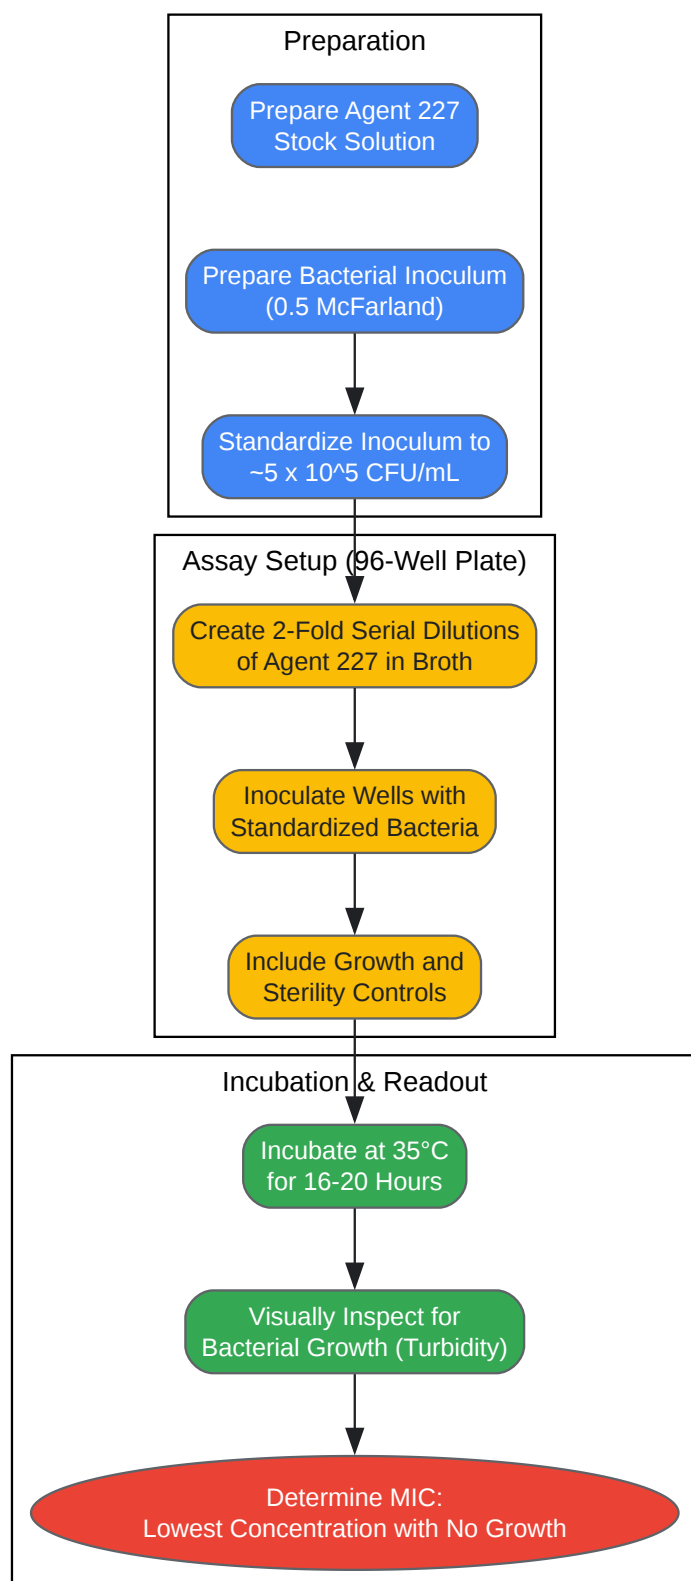 Preparation
Prepare Agent 227
Stock Solution
Prepare Bacterial Inoculum
(0.5 McFarland)
Standardize Inoculum to
~5 x 10^5 CFU/mL
Assay Setup (96-Well Plate)
Create 2-Fold Serial Dilutions
of Agent 227 in Broth
Inoculate Wells with
Standardized Bacteria
Include Growth and
Sterility Controls
Incubation & Readout
Incubate at 35°C
for 16-20 Hours
Visually Inspect for
Bacterial Growth (Turbidity)
Determine MIC:
Lowest Concentration with No Growth